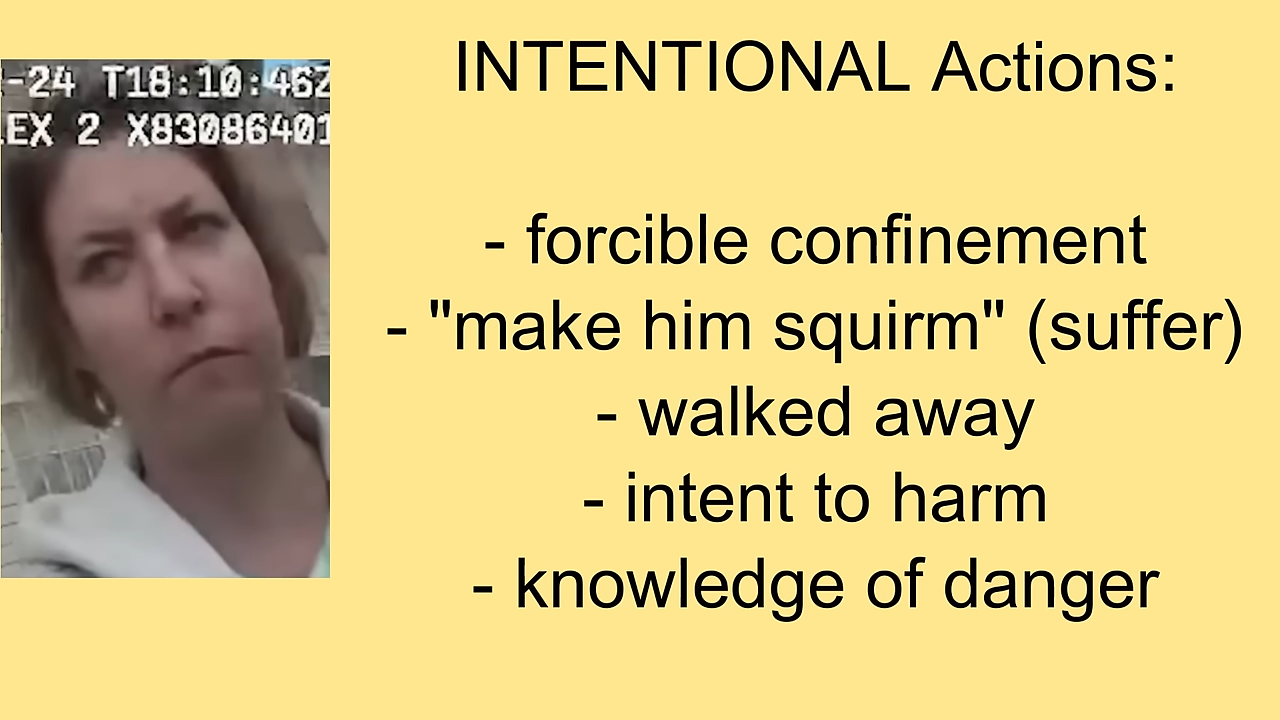 -24 T18:10:46Z
EX 2 X83086401
INTENTIONAL Actions:
- forcible confinement
- "make him squirm" (suffer)
- walked away
- intent to harm
- knowledge of danger